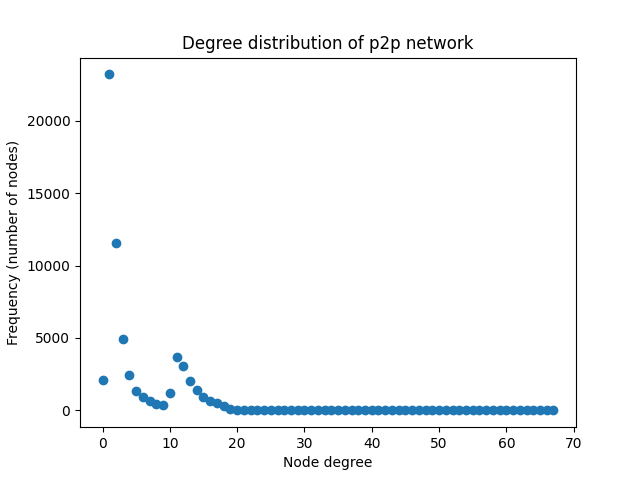 Degree distribution of p2p network
Frequency (number of nodes)
20000
15000
10000
5000
0
0 10 20 30 40 50 60 70
Node degree